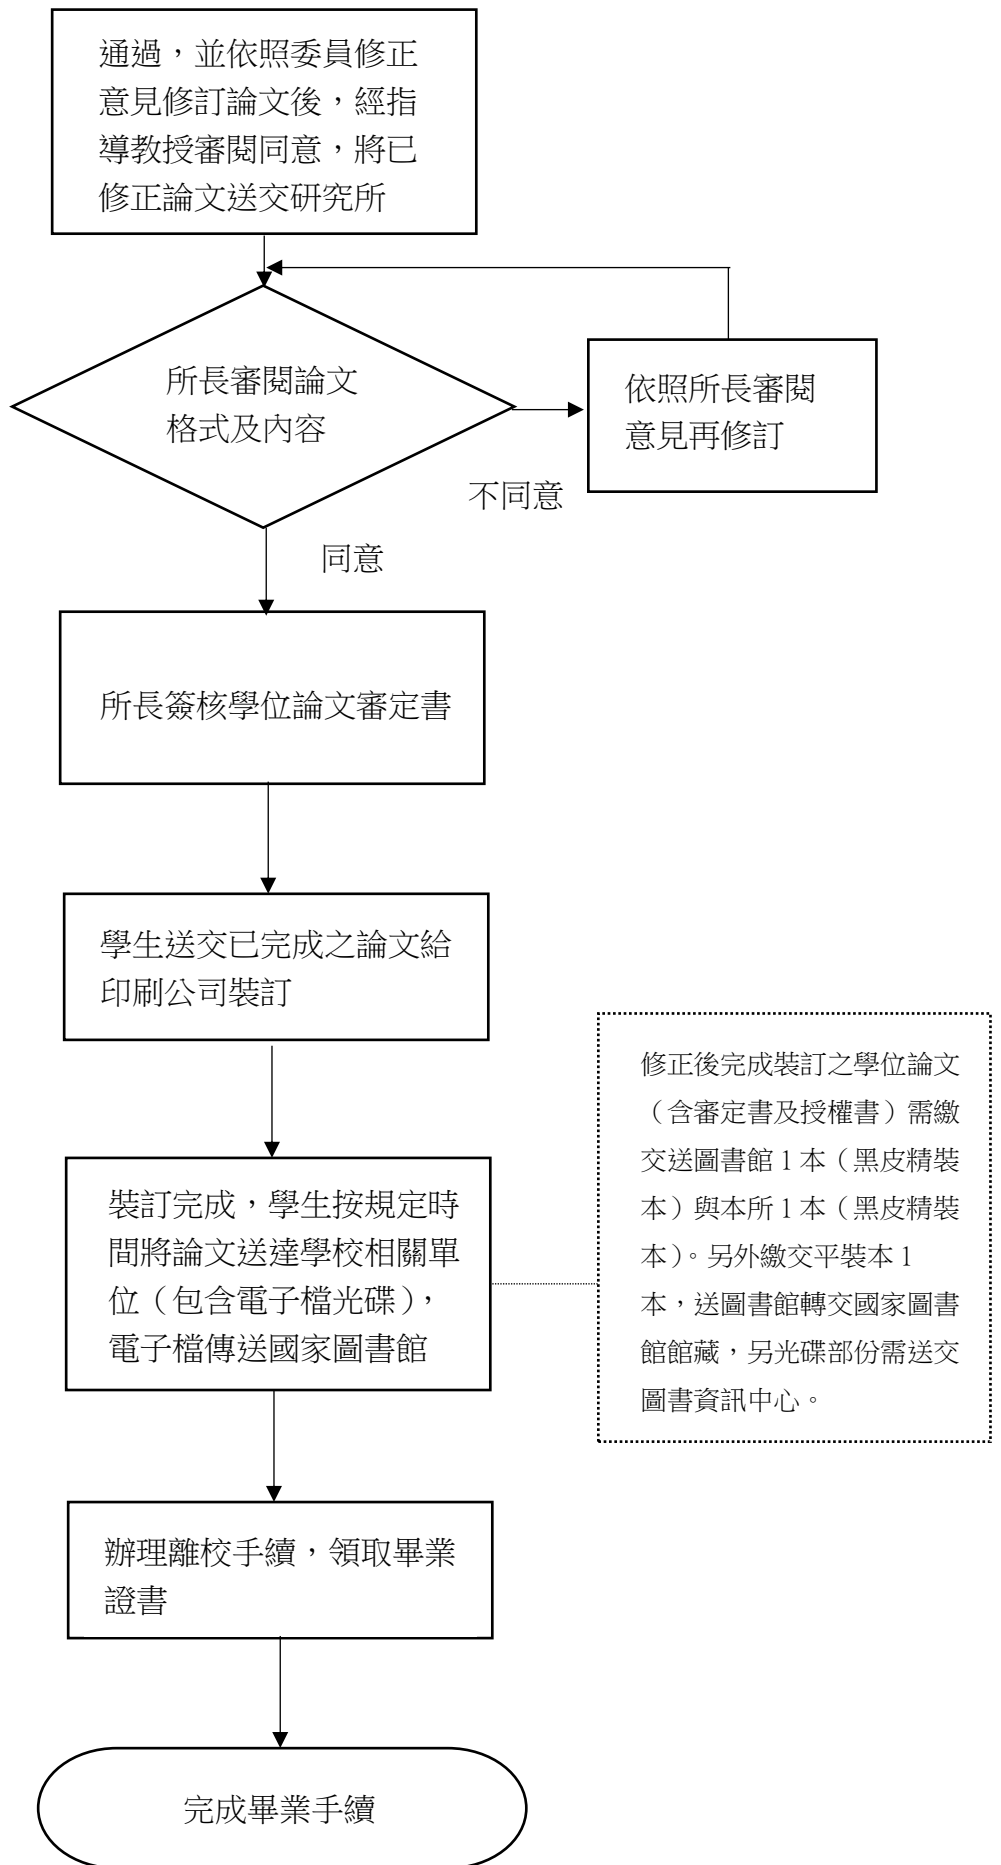 通過，並依照委員修正
意見修訂論文後，經指
導教授審閱同意，將已
修正論文送交研究所
所長審閱論文
格式及內容
依照所長審閱
意見再修訂
不同意
同意
所長簽核學位論文審定書
學生送交已完成之論文給
印刷公司裝訂
修正後完成裝訂之學位論文
（含審定書及授權書）需繳
交送圖書館 1 本（黑皮精裝
本）與本所 1 本（黑皮精裝
本）。另外繳交平裝本 1
本，送圖書館轉交國家圖書
館館藏，另光碟部份需送交
圖書資訊中心。
裝訂完成，學生按規定時
間將論文送達學校相關單
位（包含電子檔光碟），
電子檔傳送國家圖書館
辦理離校手續，領取畢業
證書
完成畢業手續